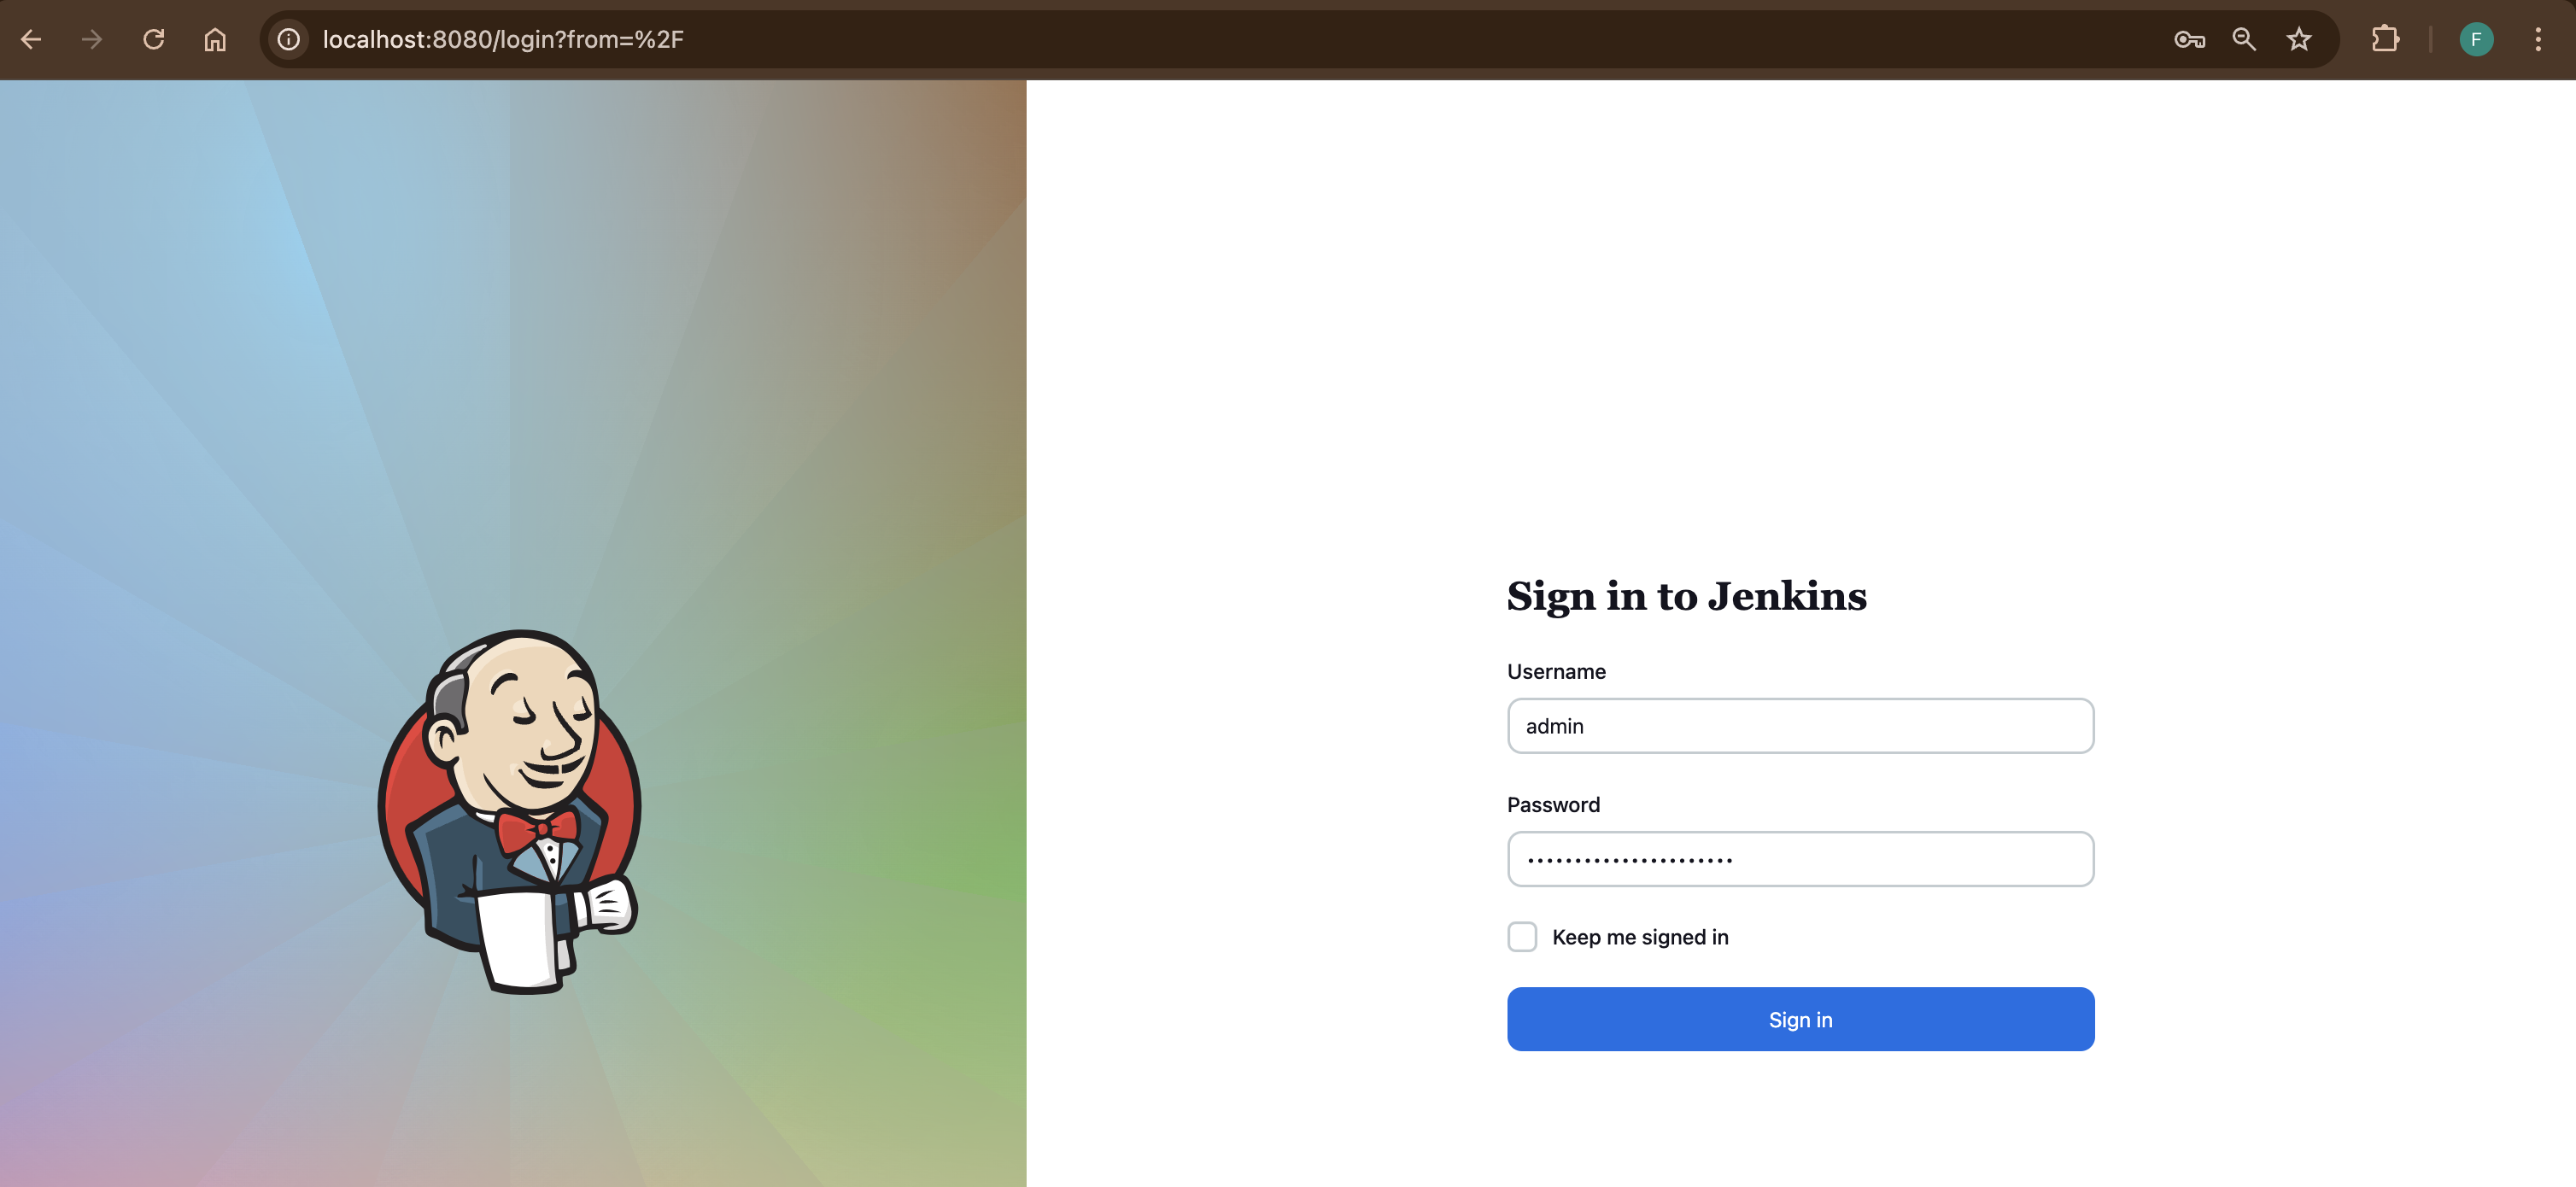 localhost:8080/login?from=%2F
F
Sign in to Jenkins
Username
admin
Password
••••••••••••••••••••••
Keep me signed in
Sign in